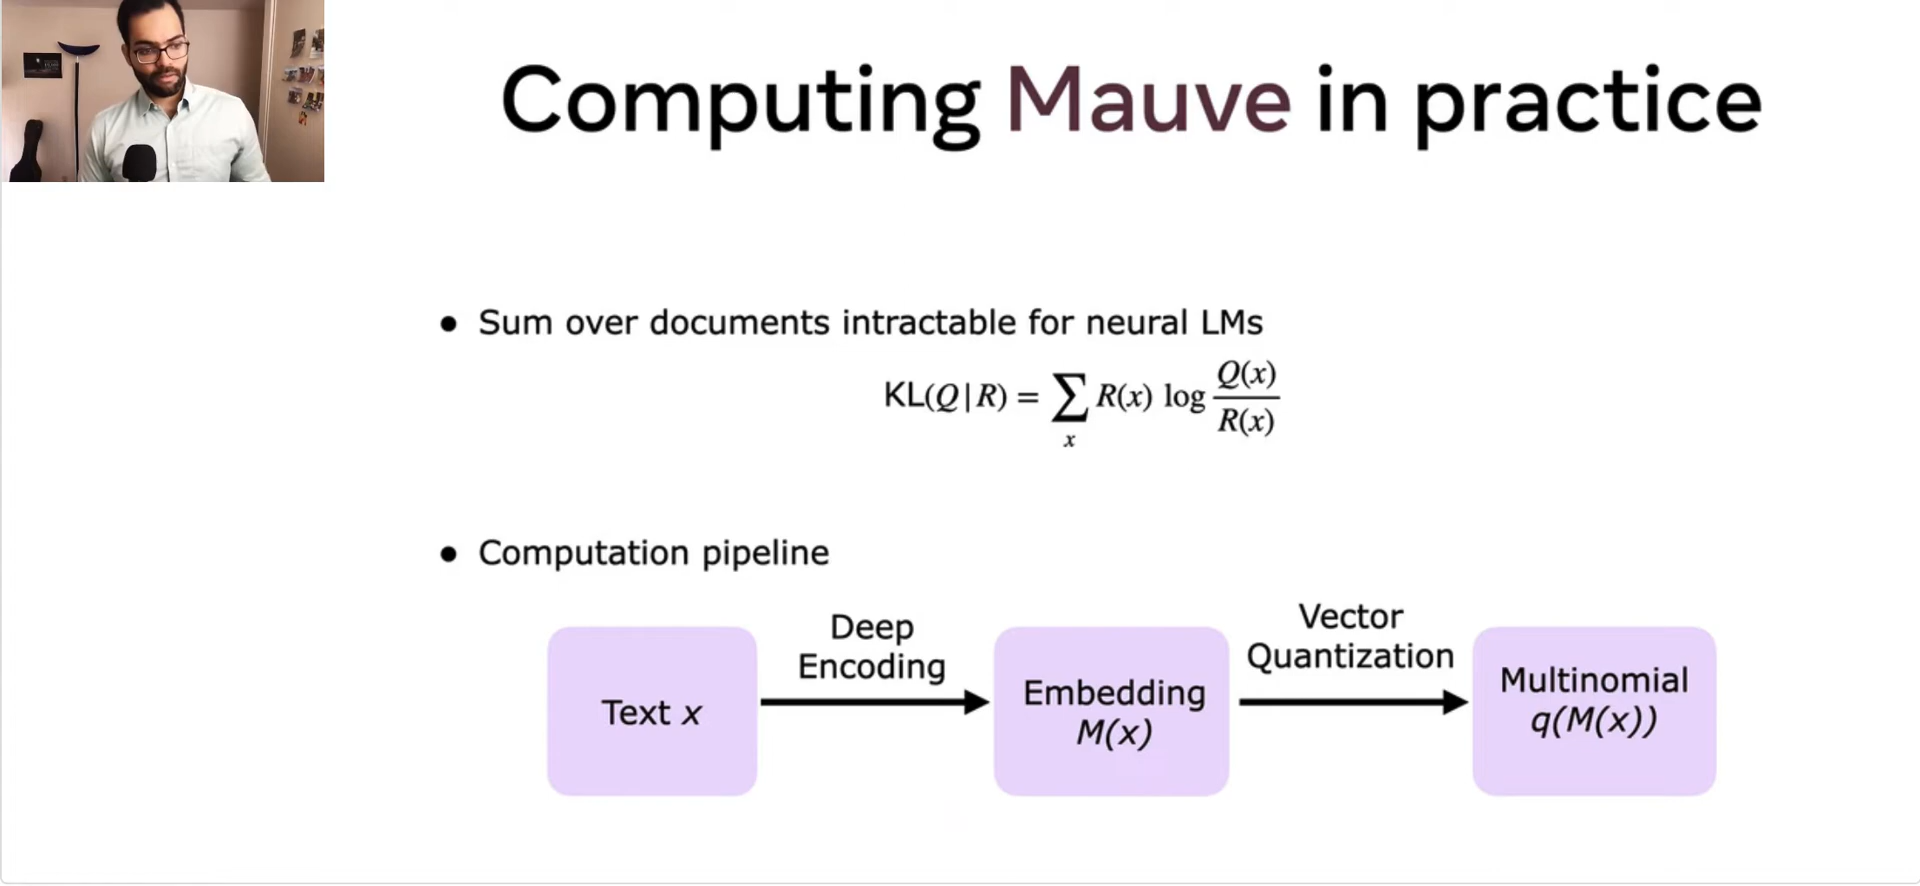 Computing Mauve in practice
• Sum over documents intractable for neural LMs
KL(Q|R) = ∑ₓ R(x) log Q(x)/R(x)
• Computation pipeline
Text x
Deep
Encoding
Embedding
M(x)
Vector
Quantization
Multinomial
q(M(x))